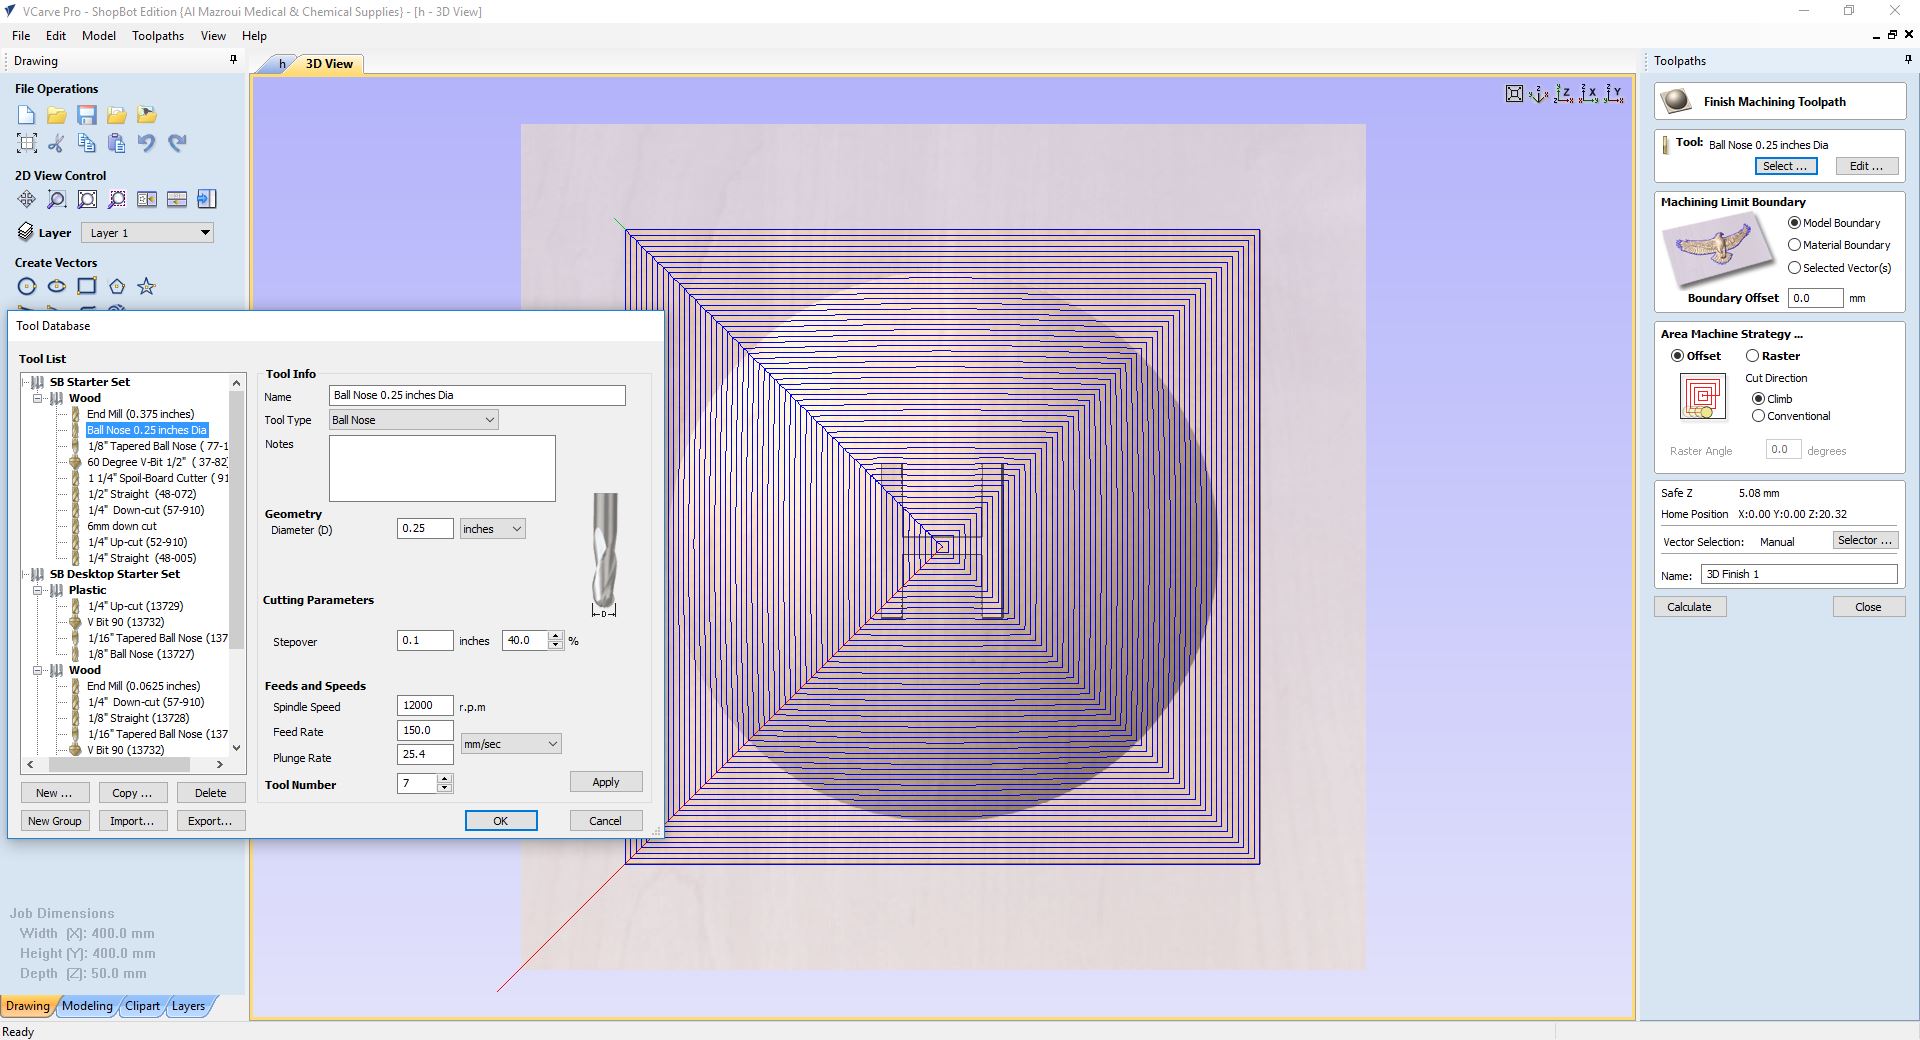 VCarve Pro - ShopBot Edition {Al Mazroui Medical & Chemical Supplies} - [h - 3D View]
File Edit Model Toolpaths View Help
Drawing
File Operations
2D View Control
Layer Layer 1
Create Vectors
h 3D View
Z X Y
Tool Database
Tool List
SB Starter Set
Wood
End Mill (0.375 inches)
Ball Nose 0.25 inches Dia
1/8" Tapered Ball Nose ( 77-1
60 Degree V-Bit 1/2" ( 37-82
1 1/4" Spoil-Board Cutter ( 91
1/2" Straight (48-072)
1/4" Down-cut (57-910)
6mm down cut
1/4" Up-cut (52-910)
1/4" Straight (48-005)
SB Desktop Starter Set
Plastic
1/4" Up-cut (13729)
V Bit 90 (13732)
1/16" Tapered Ball Nose (137
1/8" Ball Nose (13727)
Wood
End Mill (0.0625 inches)
1/4" Down-cut (57-910)
1/8" Straight (13728)
1/16" Tapered Ball Nose (137
V Bit 90 (13732)
New ... Copy ... Delete
New Group Import... Export...
Tool Info
Name Ball Nose 0.25 inches Dia
Tool Type Ball Nose
Notes
Geometry
Diameter (D) 0.25 inches
D
Cutting Parameters
Stepover 0.1 inches 40.0 %
Feeds and Speeds
Spindle Speed 12000 r.p.m
Feed Rate 150.0
mm/sec
Plunge Rate 25.4
Tool Number 7
Apply
OK Cancel
Job Dimensions
Width (X): 400.0 mm
Height (Y): 400.0 mm
Depth (Z): 50.0 mm
Drawing Modeling Clipart Layers
Ready
Toolpaths
Finish Machining Toolpath
Tool: Ball Nose 0.25 inches Dia
Select ... Edit ...
Machining Limit Boundary
Model Boundary
Material Boundary
Selected Vector(s)
Boundary Offset 0.0 mm
Area Machine Strategy ...
Offset Raster
Cut Direction
Climb
Conventional
Raster Angle 0.0 degrees
Safe Z 5.08 mm
Home Position X:0.00 Y:0.00 Z:20.32
Vector Selection: Manual Selector ...
Name: 3D Finish 1
Calculate Close